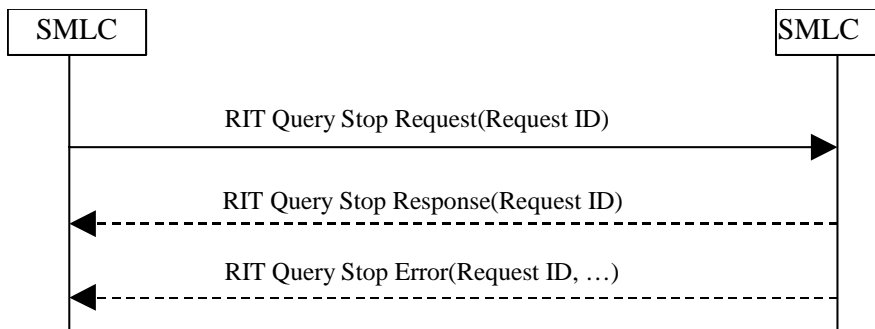 SMLC
SMLC
RIT Query Stop Request(Request ID)
RIT Query Stop Response(Request ID)
RIT Query Stop Error(Request ID, …)